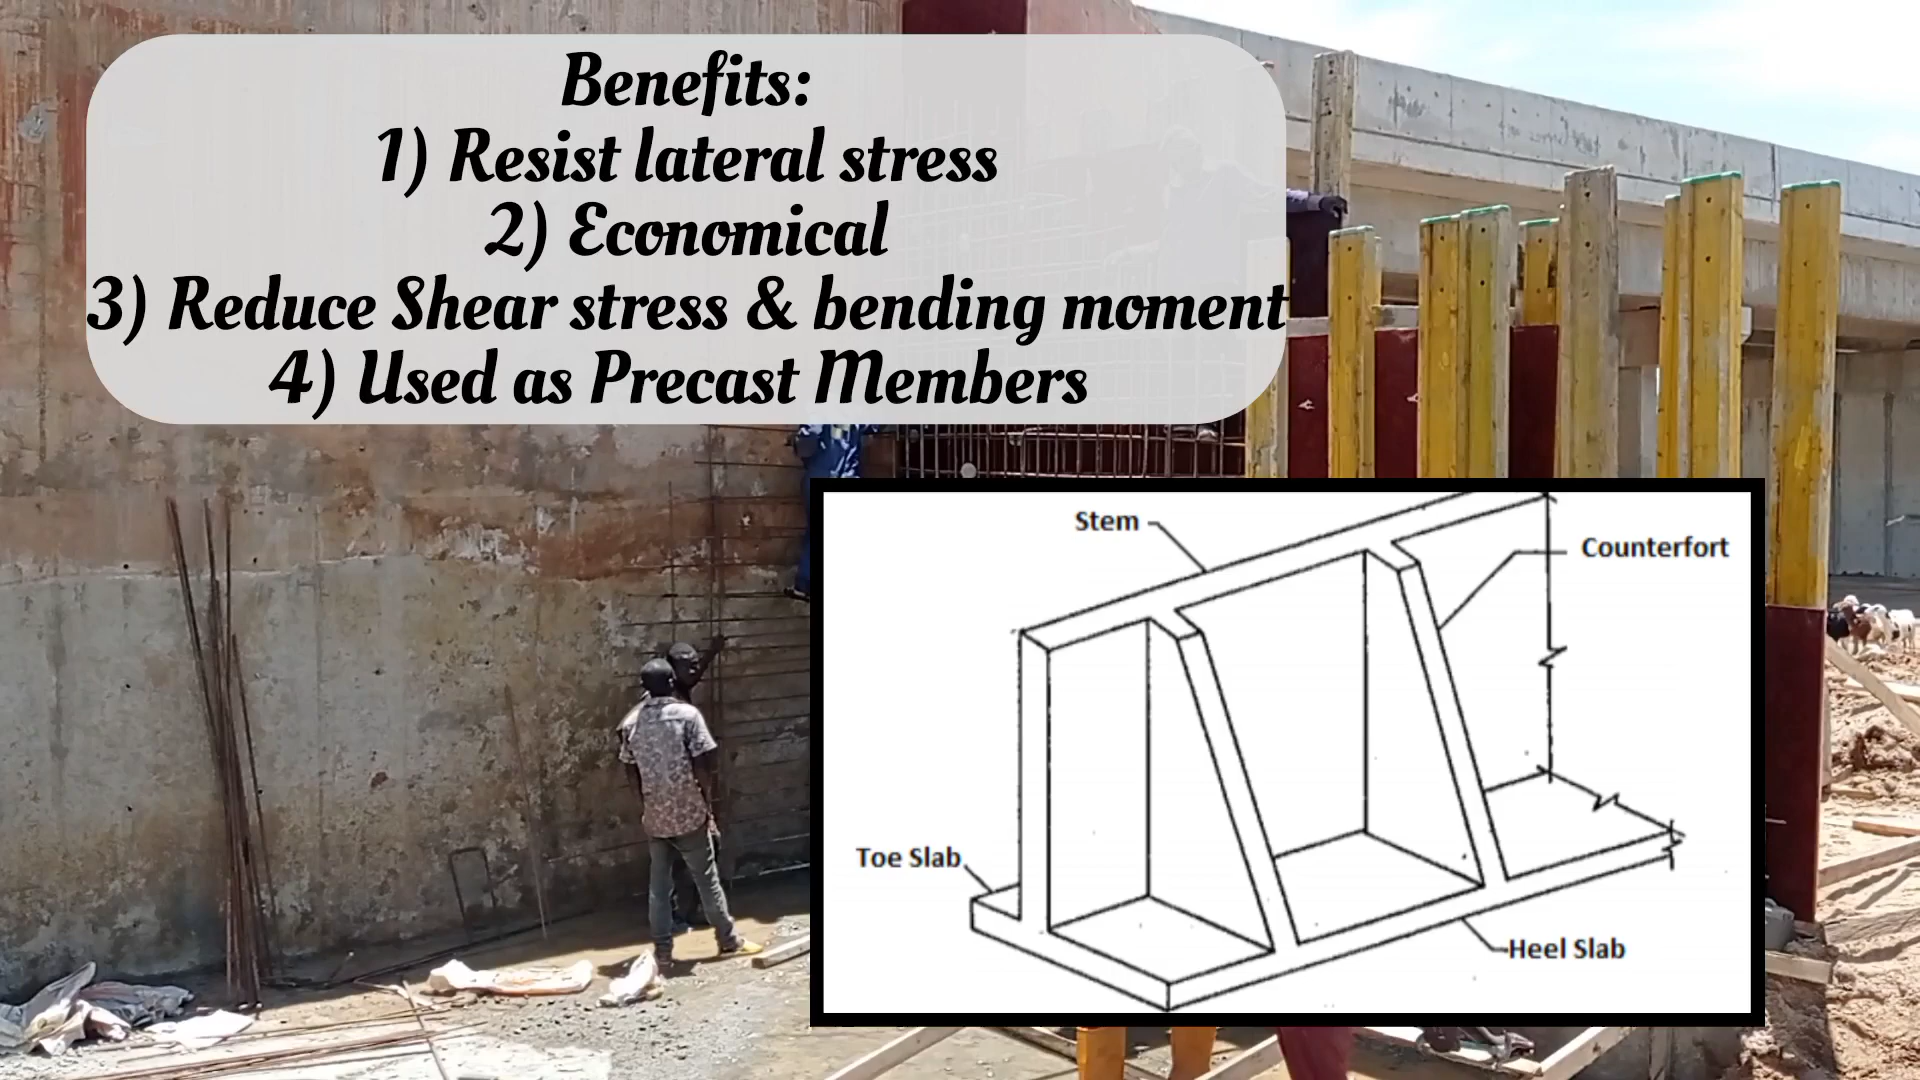 Benefits:
1) Resist lateral stress
2) Economical
3) Reduce Shear stress & bending moment
4) Used as Precast Members
Stem
Counterfort
Toe Slab
Heel Slab